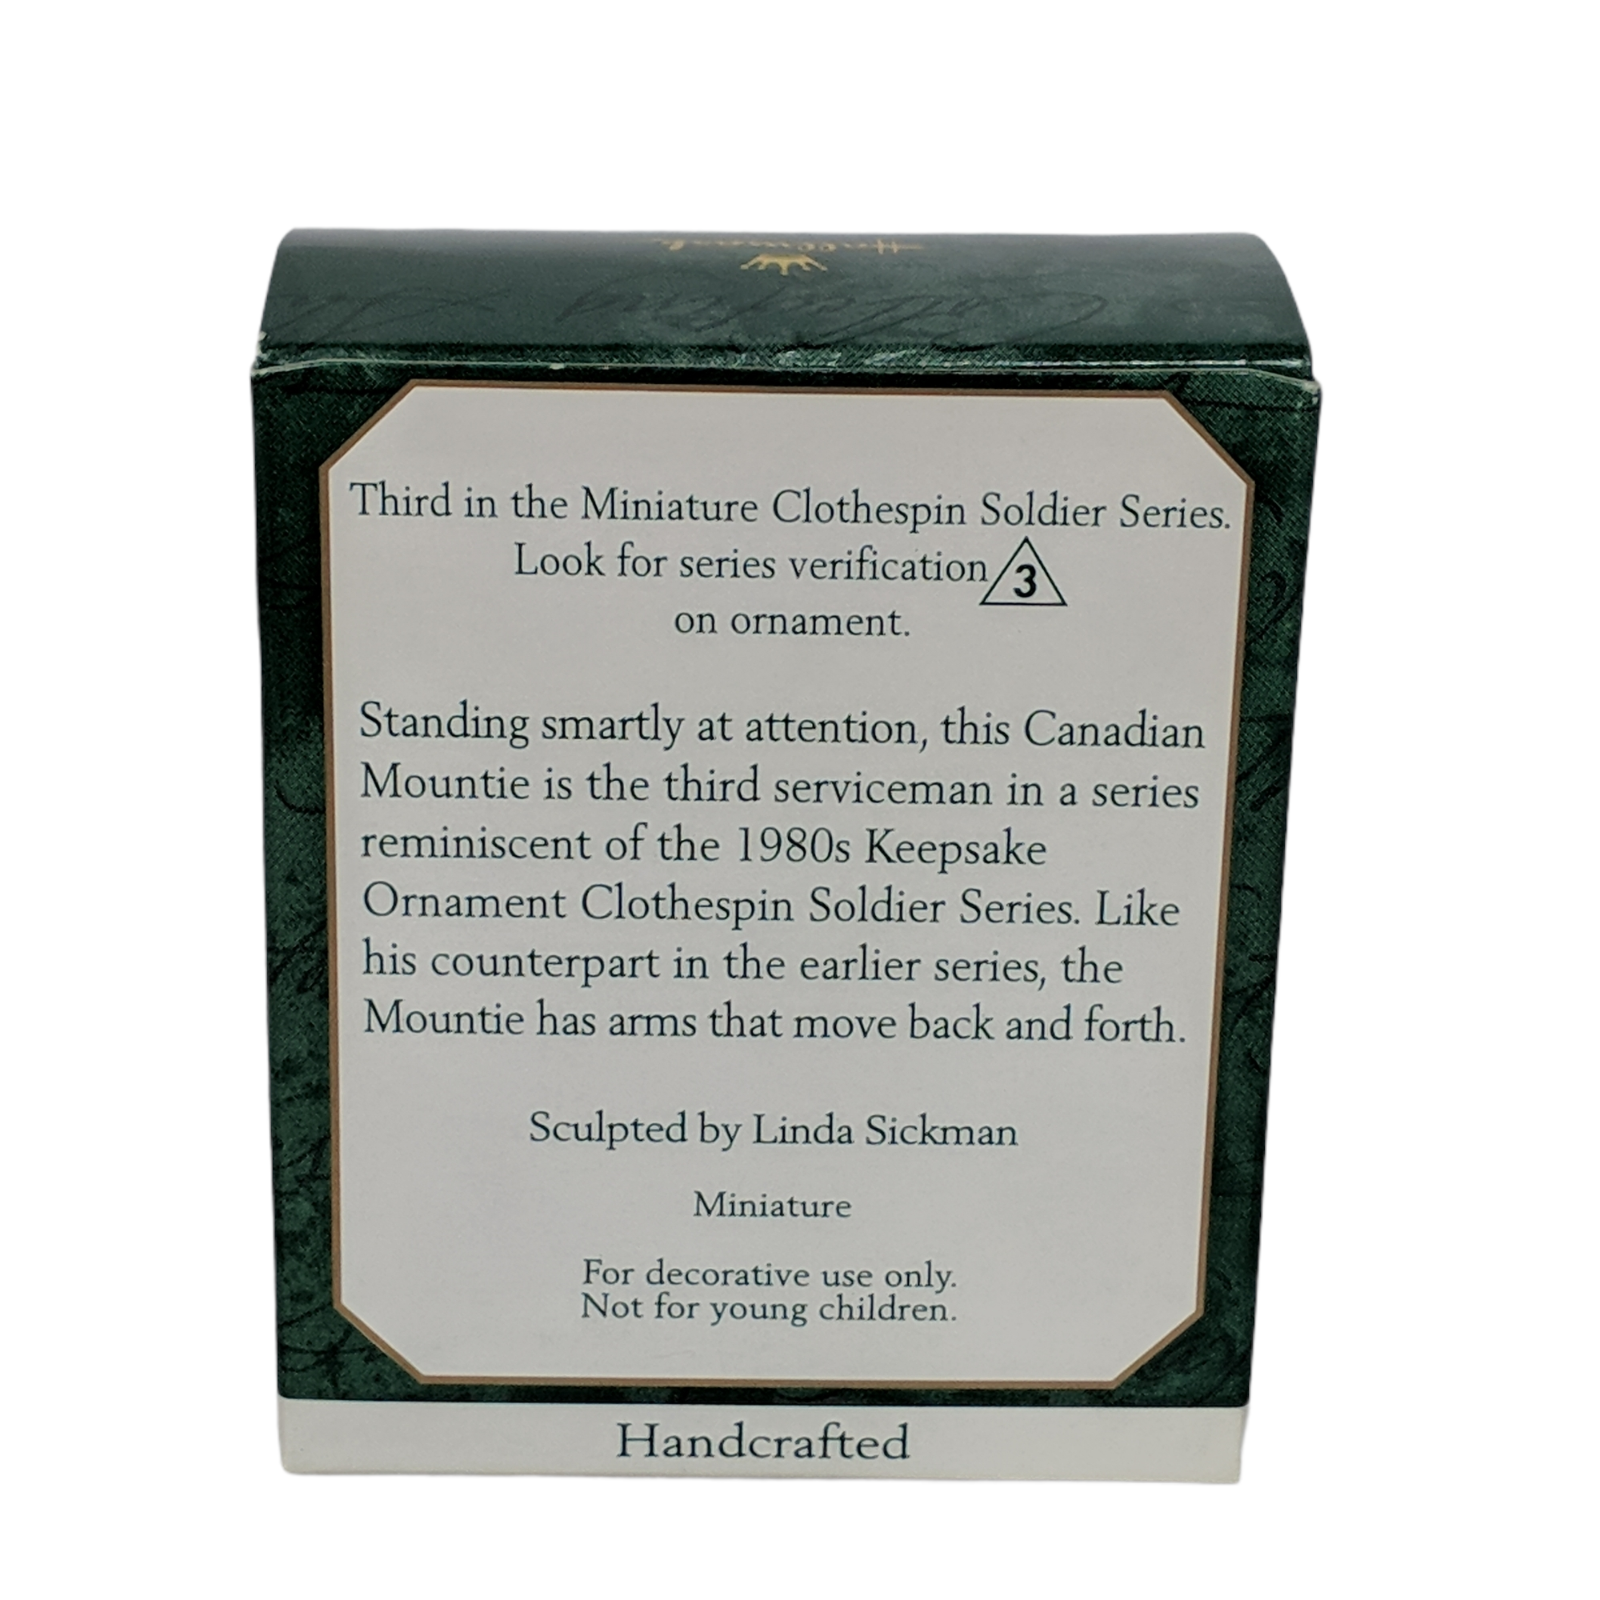 Hallmark
Third in the Miniature Clothespin Soldier Series.
Look for series verification 3
on ornament.
Standing smartly at attention, this Canadian
Mountie is the third serviceman in a series
reminiscent of the 1980s Keepsake
Ornament Clothespin Soldier Series. Like
his counterpart in the earlier series, the
Mountie has arms that move back and forth.
Sculpted by Linda Sickman
Miniature
For decorative use only.
Not for young children.
Handcrafted